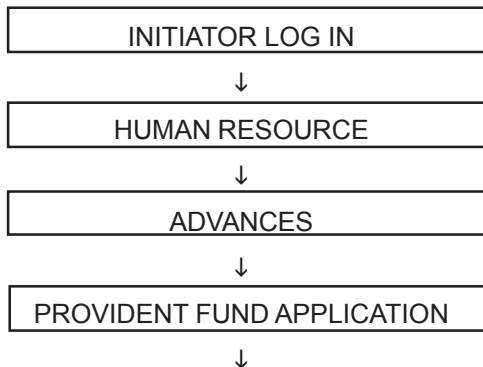 INITIATOR LOG IN
↓
HUMAN RESOURCE
↓
ADVANCES
↓
PROVIDENT FUND APPLICATION
↓